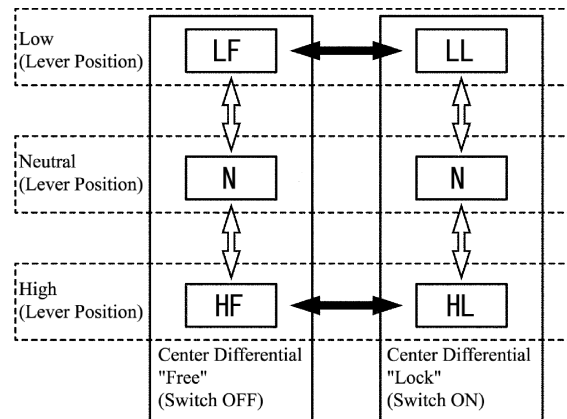 Low
(Lever Position)
LF
LL
Neutral
(Lever Position)
N
N
High
(Lever Position)
HF
HL
Center Differential
"Free"
(Switch OFF)
Center Differential
"Lock"
(Switch ON)